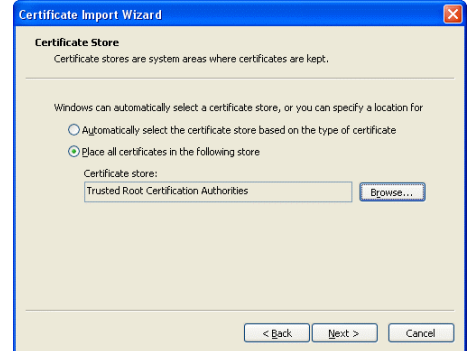 Certificate Import Wizard
Certificate Store
Certificate stores are system areas where certificates are kept.
Windows can automatically select a certificate store, or you can specify a location for
Automatically select the certificate store based on the type of certificate
Place all certificates in the following store
Certificate store:
Trusted Root Certification Authorities
Browse...
< Back
Next >
Cancel